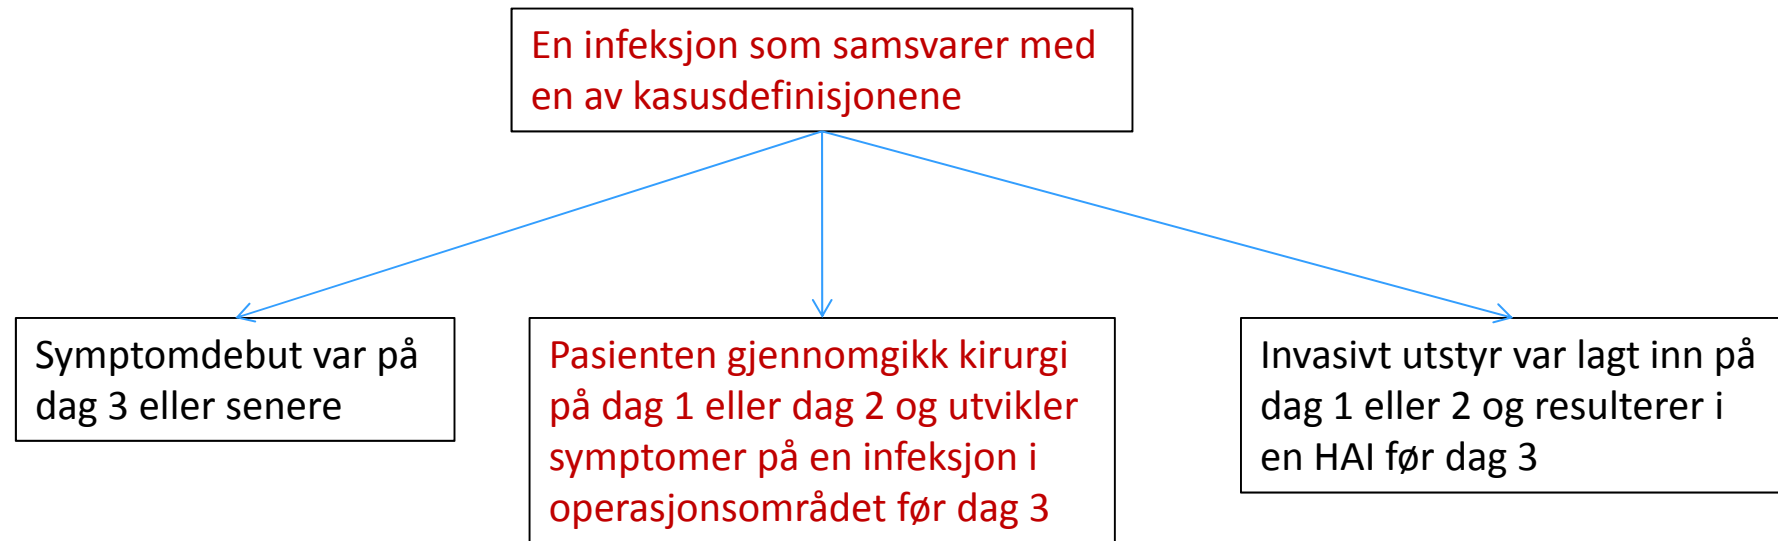 En infeksjon som samsvarer med
en av kasusdefinisjonene
Symptomdebut var på
dag 3 eller senere
Pasienten gjennomgikk kirurgi
på dag 1 eller dag 2 og utvikler
symptomer på en infeksjon i
operasjonsområdet før dag 3
Invasivt utstyr var lagt inn på
dag 1 eller 2 og resulterer i
en HAI før dag 3